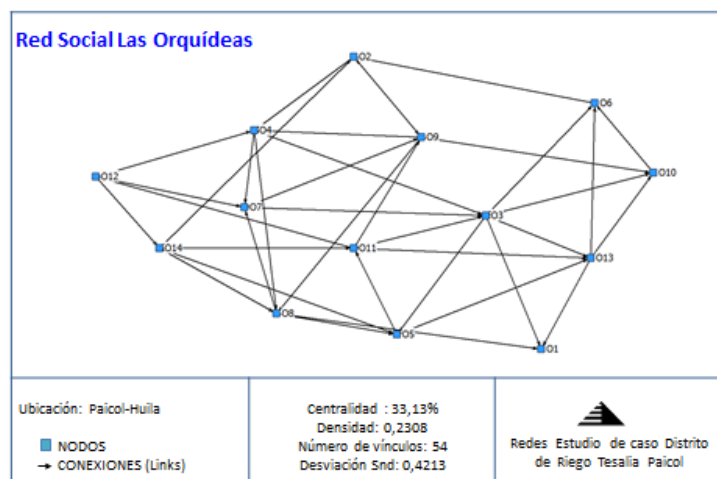 Red Social Las Orquídeas
O2
O6
O4
O9
O12
O10
O7
O3
O14
O11
O13
O8
O5
O1
Ubicación: Paicol-Huila
NODOS
CONEXIONES (Links)
Centralidad : 33,13%
Densidad: 0,2308
Número de vínculos: 54
Desviación Snd: 0,4213
Redes Estudio de caso Distrito
de Riego Tesalia Paicol